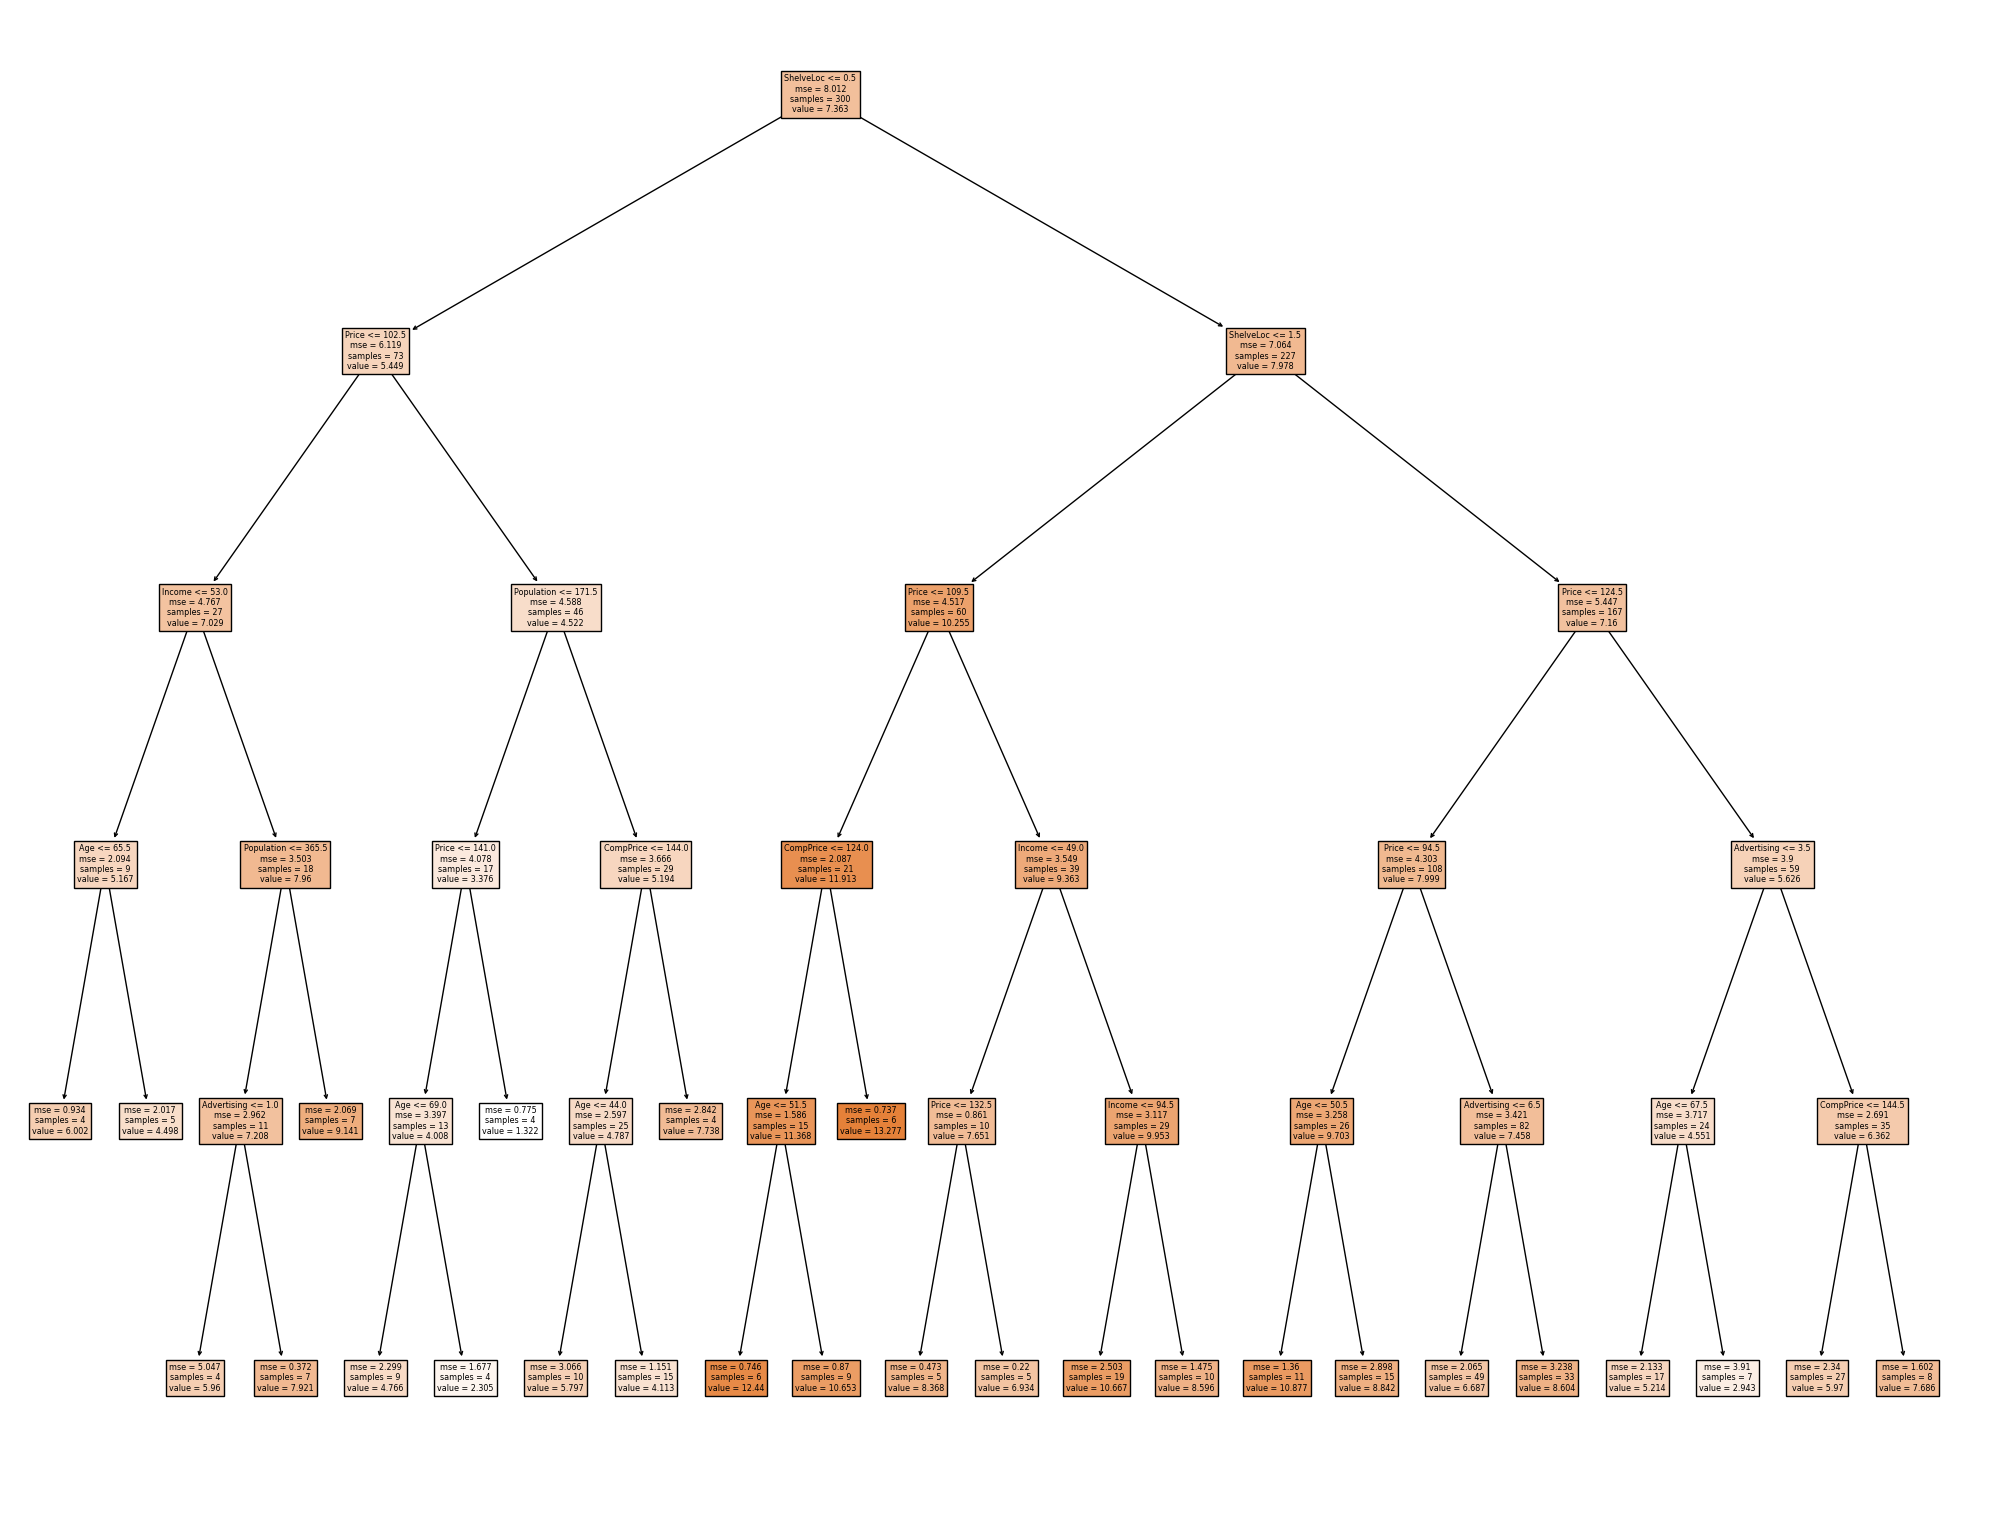 ShelveLoc <= 0.5
mse = 8.012
samples = 300
value = 7.363
Price <= 102.5
mse = 6.119
samples = 73
value = 5.449
ShelveLoc <= 1.5
mse = 7.064
samples = 227
value = 7.978
Income <= 53.0
mse = 4.767
samples = 27
value = 7.029
Population <= 171.5
mse = 4.588
samples = 46
value = 4.522
Price <= 109.5
mse = 4.517
samples = 60
value = 10.255
Price <= 124.5
mse = 5.447
samples = 167
value = 7.16
Age <= 65.5
mse = 2.094
samples = 9
value = 5.167
Population <= 365.5
mse = 3.503
samples = 18
value = 7.96
Price <= 141.0
mse = 4.078
samples = 17
value = 3.376
CompPrice <= 144.0
mse = 3.666
samples = 29
value = 5.194
CompPrice <= 124.0
mse = 2.087
samples = 21
value = 11.913
Income <= 49.0
mse = 3.549
samples = 39
value = 9.363
Price <= 94.5
mse = 4.303
samples = 108
value = 7.999
Advertising <= 3.5
mse = 3.9
samples = 59
value = 5.626
mse = 0.934
samples = 4
value = 6.002
mse = 2.017
samples = 5
value = 4.498
Advertising <= 1.0
mse = 2.962
samples = 11
value = 7.208
mse = 2.069
samples = 7
value = 9.141
Age <= 69.0
mse = 3.397
samples = 13
value = 4.008
mse = 0.775
samples = 4
value = 1.322
Age <= 44.0
mse = 2.597
samples = 25
value = 4.787
mse = 2.842
samples = 4
value = 7.738
Age <= 51.5
mse = 1.586
samples = 15
value = 11.368
mse = 0.737
samples = 6
value = 13.277
Price <= 132.5
mse = 0.861
samples = 10
value = 7.651
Income <= 94.5
mse = 3.117
samples = 29
value = 9.953
Age <= 50.5
mse = 3.258
samples = 26
value = 9.703
Advertising <= 6.5
mse = 3.421
samples = 82
value = 7.458
Age <= 67.5
mse = 3.717
samples = 24
value = 4.551
CompPrice <= 144.5
mse = 2.691
samples = 35
value = 6.362
mse = 5.047
samples = 4
value = 5.96
mse = 0.372
samples = 7
value = 7.921
mse = 2.299
samples = 9
value = 4.766
mse = 1.677
samples = 4
value = 2.305
mse = 3.066
samples = 10
value = 5.797
mse = 1.151
samples = 15
value = 4.113
mse = 0.746
samples = 6
value = 12.44
mse = 0.87
samples = 9
value = 10.653
mse = 0.473
samples = 5
value = 8.368
mse = 0.22
samples = 5
value = 6.934
mse = 2.503
samples = 19
value = 10.667
mse = 1.475
samples = 10
value = 8.596
mse = 1.36
samples = 11
value = 10.877
mse = 2.898
samples = 15
value = 8.842
mse = 2.065
samples = 49
value = 6.687
mse = 3.238
samples = 33
value = 8.604
mse = 2.133
samples = 17
value = 5.214
mse = 3.91
samples = 7
value = 2.943
mse = 2.34
samples = 27
value = 5.97
mse = 1.602
samples = 8
value = 7.686